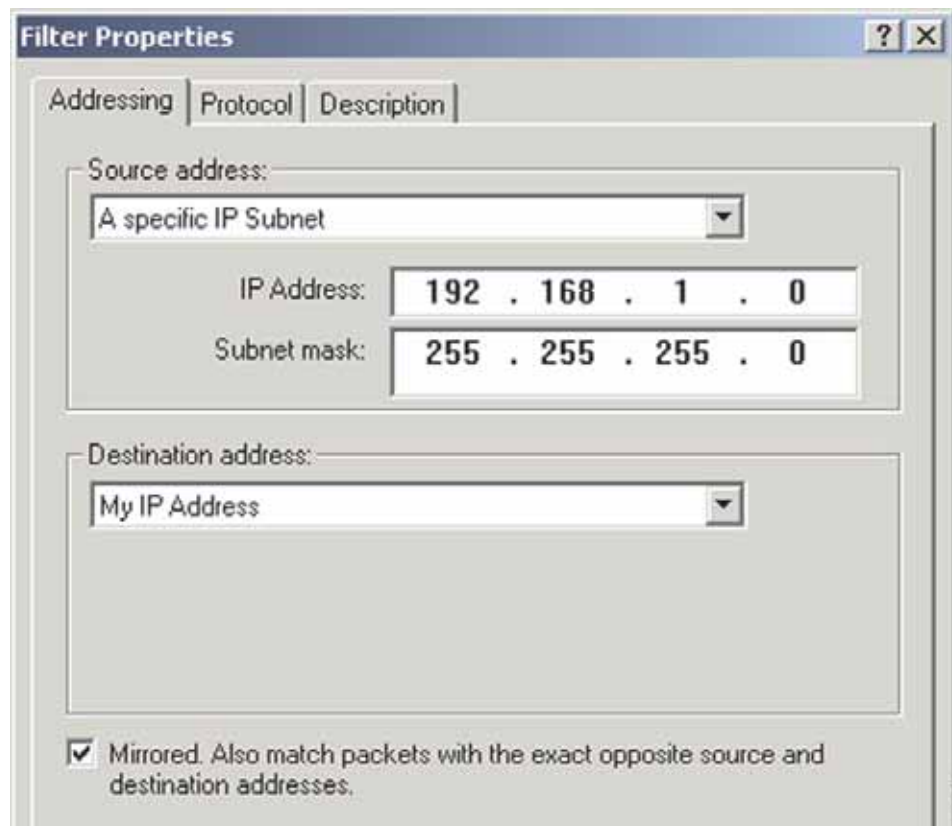 Filter Properties
Addressing Protocol Description
Source address:
A specific IP Subnet
IP Address: 192 . 168 . 1 . 0
Subnet mask: 255 . 255 . 255 . 0
Destination address:
My IP Address
Mirrored. Also match packets with the exact opposite source and
destination addresses.